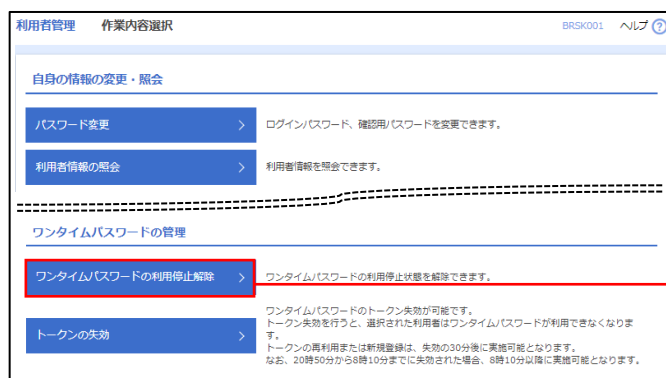 利用者管理 作業内容選択 BRSK001 ヘルプ ?
自身の情報の変更・照会
パスワード変更 > ログインパスワード、確認用パスワードを変更できます。
利用者情報の照会 > 利用者情報を照会できます。
ワンタイムパスワードの管理
ワンタイムパスワードの利用停止解除 > ワンタイムパスワードの利用停止状態を解除できます。
トークンの失効 >
ワンタイムパスワードのトークン失効が可能です。
トークン失効を行うと、選択された利用者はワンタイムパスワードが利用できなくなりま
す。
トークンの再利用または新規登録は、失効の30分後に実施可能となります。
なお、20時50分から8時10分までに失効された場合、8時10分以降に実施可能となります。